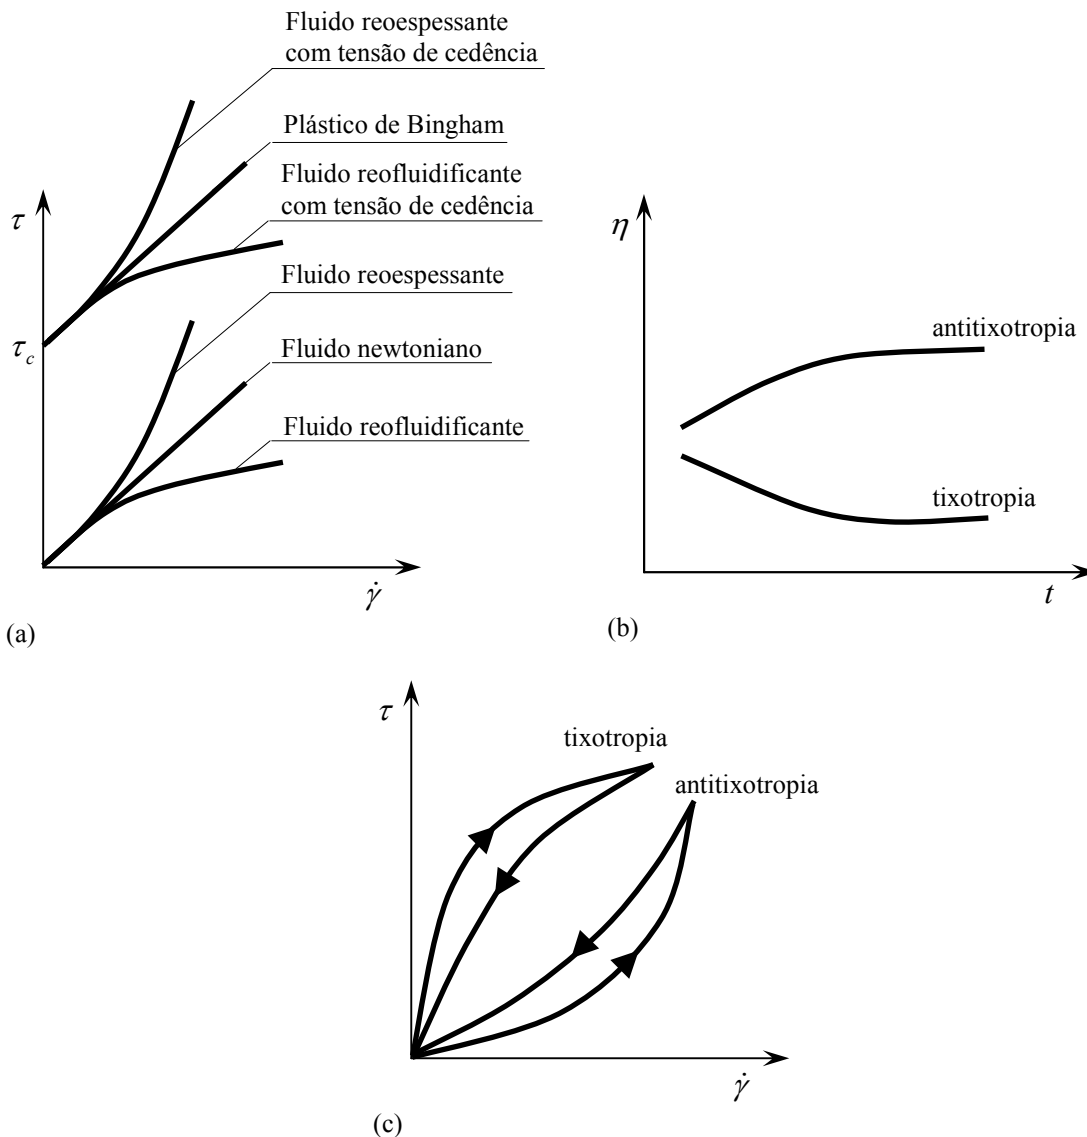 Fluido reoespessante
com tensão de cedência
Plástico de Bingham
Fluido reofluidificante
com tensão de cedência
τ
Fluido reoespessante
τc
Fluido newtoniano
Fluido reofluidificante
γ̇
(a)
η
antitixotropia
tixotropia
t
(b)
τ
tixotropia
antitixotropia
γ̇
(c)